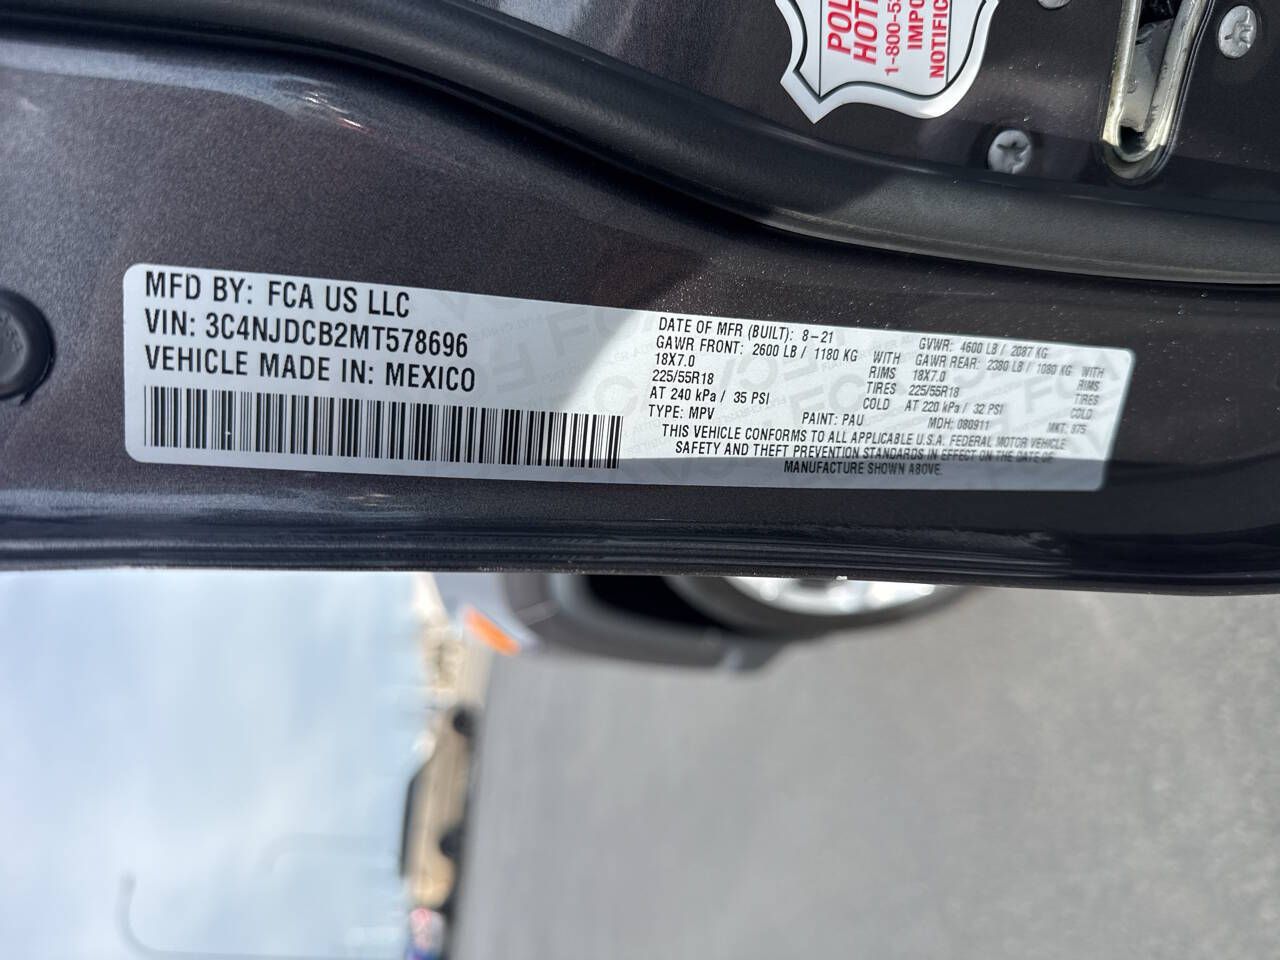 POL
HOT
1-800-5
IMPO
NOTIFIC
MFD BY: FCA US LLC
VIN: 3C4NJDCB2MT578696
VEHICLE MADE IN: MEXICO
DATE OF MFR (BUILT): 8-21 GVWR: 4600 LB / 2087 KG
GAWR FRONT: 2600 LB / 1180 KG WITH GAWR REAR: 2380 LB / 1080 KG WITH
18X7.0 RIMS 18X7.0 RIMS
225/55R18 TIRES 225/55R18 TIRES
AT 240 kPa / 35 PSI COLD AT 220 kPa / 32 PSI COLD
TYPE: MPV PAINT: PAU MDH: 080911 MKT: 975
THIS VEHICLE CONFORMS TO ALL APPLICABLE U.S.A. FEDERAL MOTOR VEHICLE
SAFETY AND THEFT PREVENTION STANDARDS IN EFFECT ON THE DATE OF
MANUFACTURE SHOWN ABOVE.